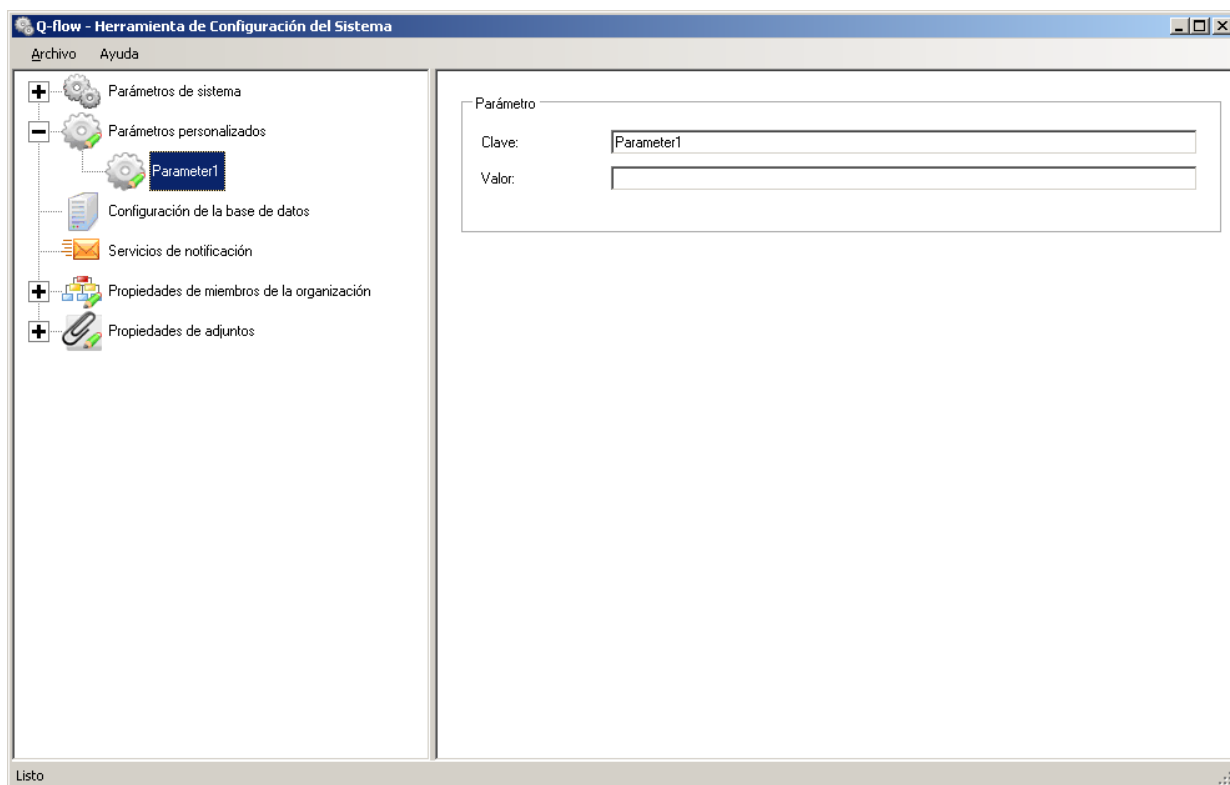 Q-flow - Herramienta de Configuración del Sistema
Archivo Ayuda
Parámetros de sistema
Parámetros personalizados
Parameter1
Configuración de la base de datos
Servicios de notificación
Propiedades de miembros de la organización
Propiedades de adjuntos
Parámetro
Clave: Parameter1
Valor:
Listo